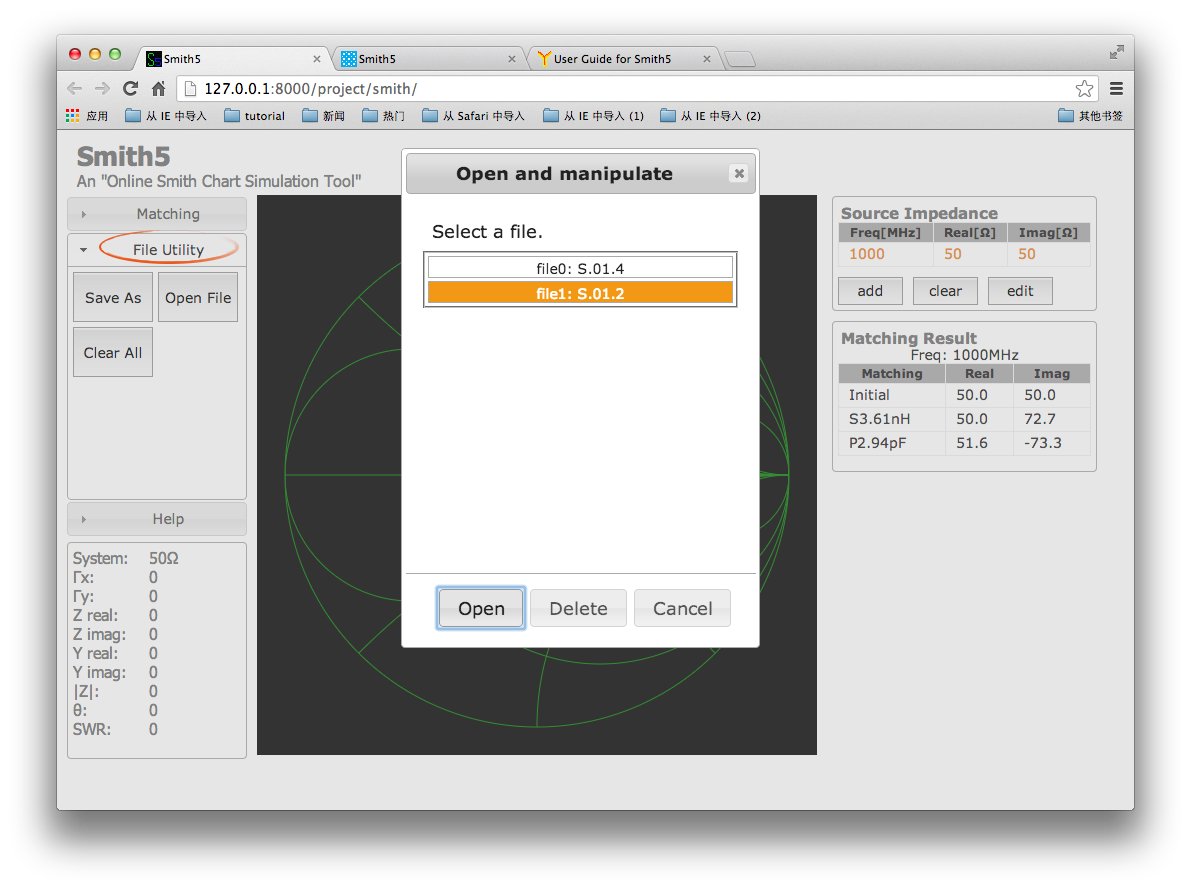 Smith5
Smith5
User Guide for Smith5
127.0.0.1:8000/project/smith/
应用
从 IE 中导入
tutorial
新闻
热门
从 Safari 中导入
从 IE 中导入 (1)
从 IE 中导入 (2)
其他书签
Smith5
An "Online Smith Chart Simulation Tool"
Matching
File Utility
Save As
Open File
Clear All
Help
System: 50Ω
Γx: 0
Γy: 0
Z real: 0
Z imag: 0
Y real: 0
Y imag: 0
|Z|: 0
θ: 0
SWR: 0
Open and manipulate
Select a file.
file0: S.01.4
file1: S.01.2
Open
Delete
Cancel
Source Impedance
Freq[MHz] Real[Ω] Imag[Ω]
1000 50 50
add
clear
edit
Matching Result
Freq: 1000MHz
Matching Real Imag
Initial 50.0 50.0
S3.61nH 50.0 72.7
P2.94pF 51.6 -73.3